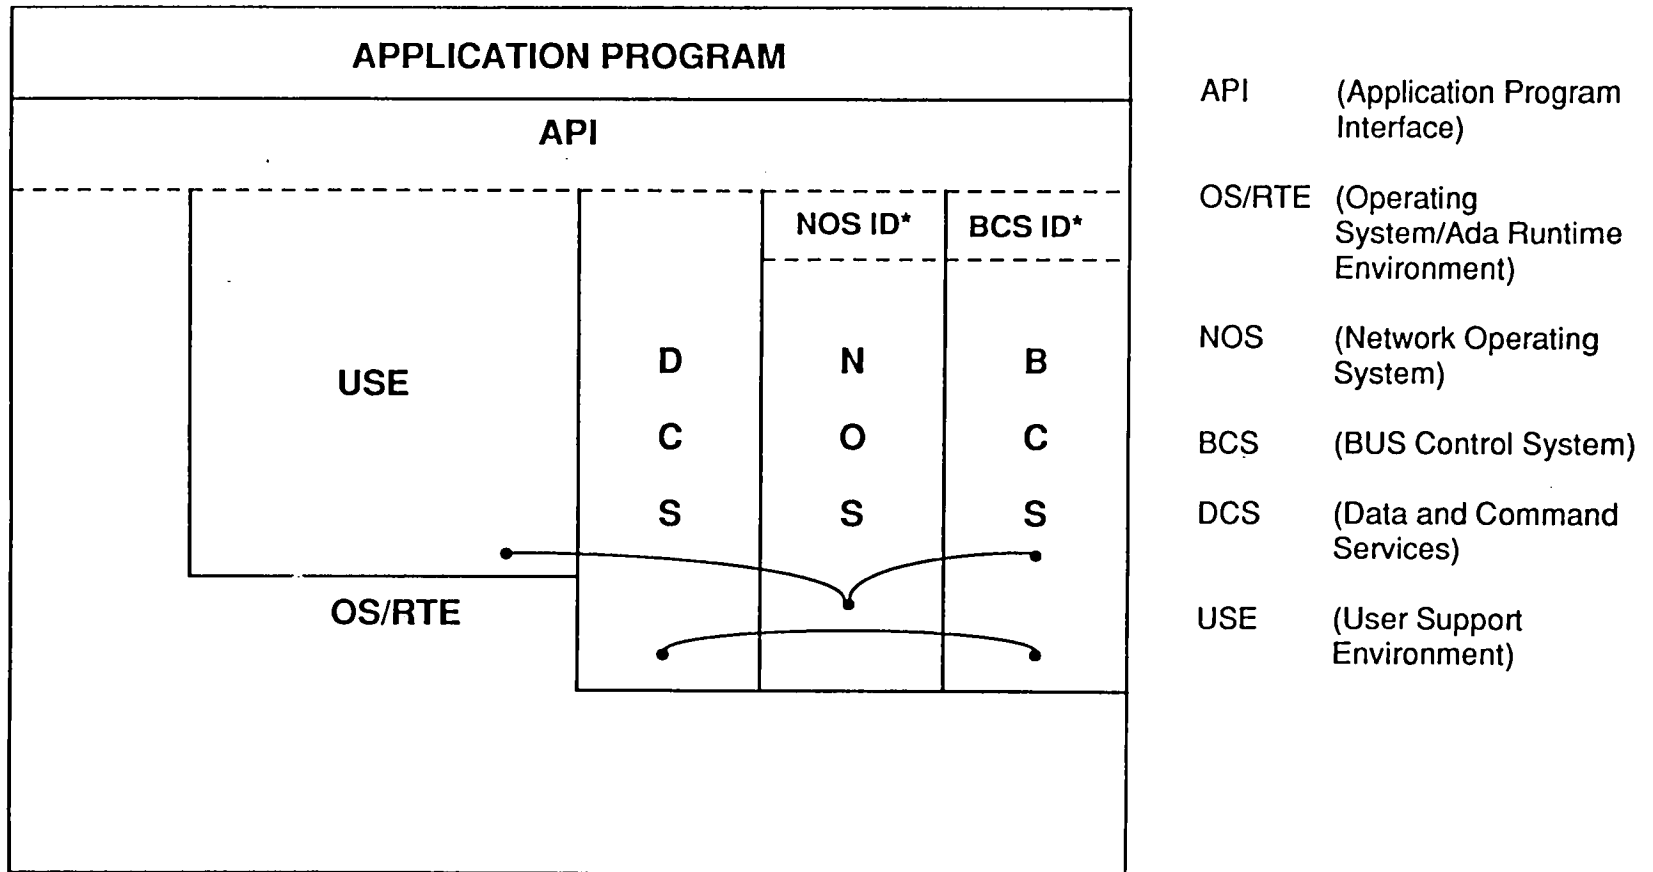 APPLICATION PROGRAM
API
NOS ID*
BCS ID*
USE
D
C
S
N
O
S
B
C
S
OS/RTE
API (Application Program
Interface)
OS/RTE (Operating
System/Ada Runtime
Environment)
NOS (Network Operating
System)
BCS (BUS Control System)
DCS (Data and Command
Services)
USE (User Support
Environment)